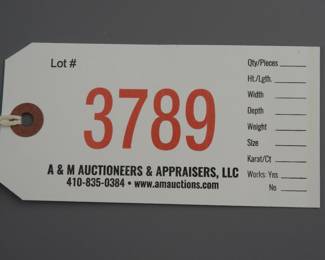 Lot #
3789
A & M AUCTIONEERS & APPRAISERS, LLC
410-835-0384 • www.amauctions.com
Qty/Pieces
Ht./Lgth.
Width
Depth
Weight
Size
Karat/Ct
Works: Yes
No